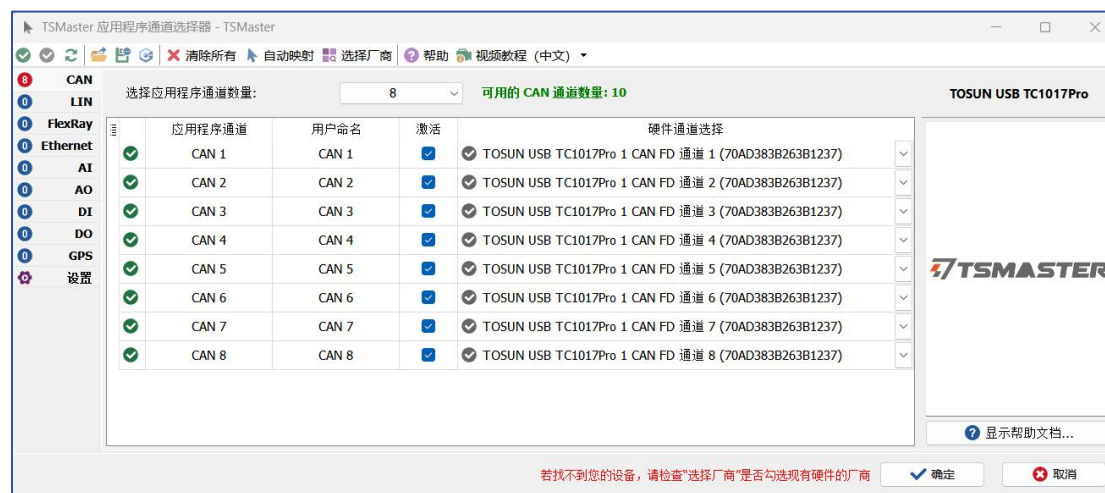 TSMaster 应用程序通道选择器 - TSMaster
清除所有 自动映射 选择厂商 帮助 视频教程 (中文)
8 CAN
0 LIN
0 FlexRay
0 Ethernet
0 AI
0 AO
0 DI
0 DO
0 GPS
设置
选择应用程序通道数量: 8 可用的 CAN 通道数量: 10
应用程序通道 用户命名 激活 硬件通道选择
CAN 1 CAN 1 TOSUN USB TC1017Pro 1 CAN FD 通道 1 (70AD383B263B1237)
CAN 2 CAN 2 TOSUN USB TC1017Pro 1 CAN FD 通道 2 (70AD383B263B1237)
CAN 3 CAN 3 TOSUN USB TC1017Pro 1 CAN FD 通道 3 (70AD383B263B1237)
CAN 4 CAN 4 TOSUN USB TC1017Pro 1 CAN FD 通道 4 (70AD383B263B1237)
CAN 5 CAN 5 TOSUN USB TC1017Pro 1 CAN FD 通道 5 (70AD383B263B1237)
CAN 6 CAN 6 TOSUN USB TC1017Pro 1 CAN FD 通道 6 (70AD383B263B1237)
CAN 7 CAN 7 TOSUN USB TC1017Pro 1 CAN FD 通道 7 (70AD383B263B1237)
CAN 8 CAN 8 TOSUN USB TC1017Pro 1 CAN FD 通道 8 (70AD383B263B1237)
TOSUN USB TC1017Pro
TSMASTER
显示帮助文档...
若找不到您的设备，请检查"选择厂商"是否勾选现有硬件的厂商 确定 取消